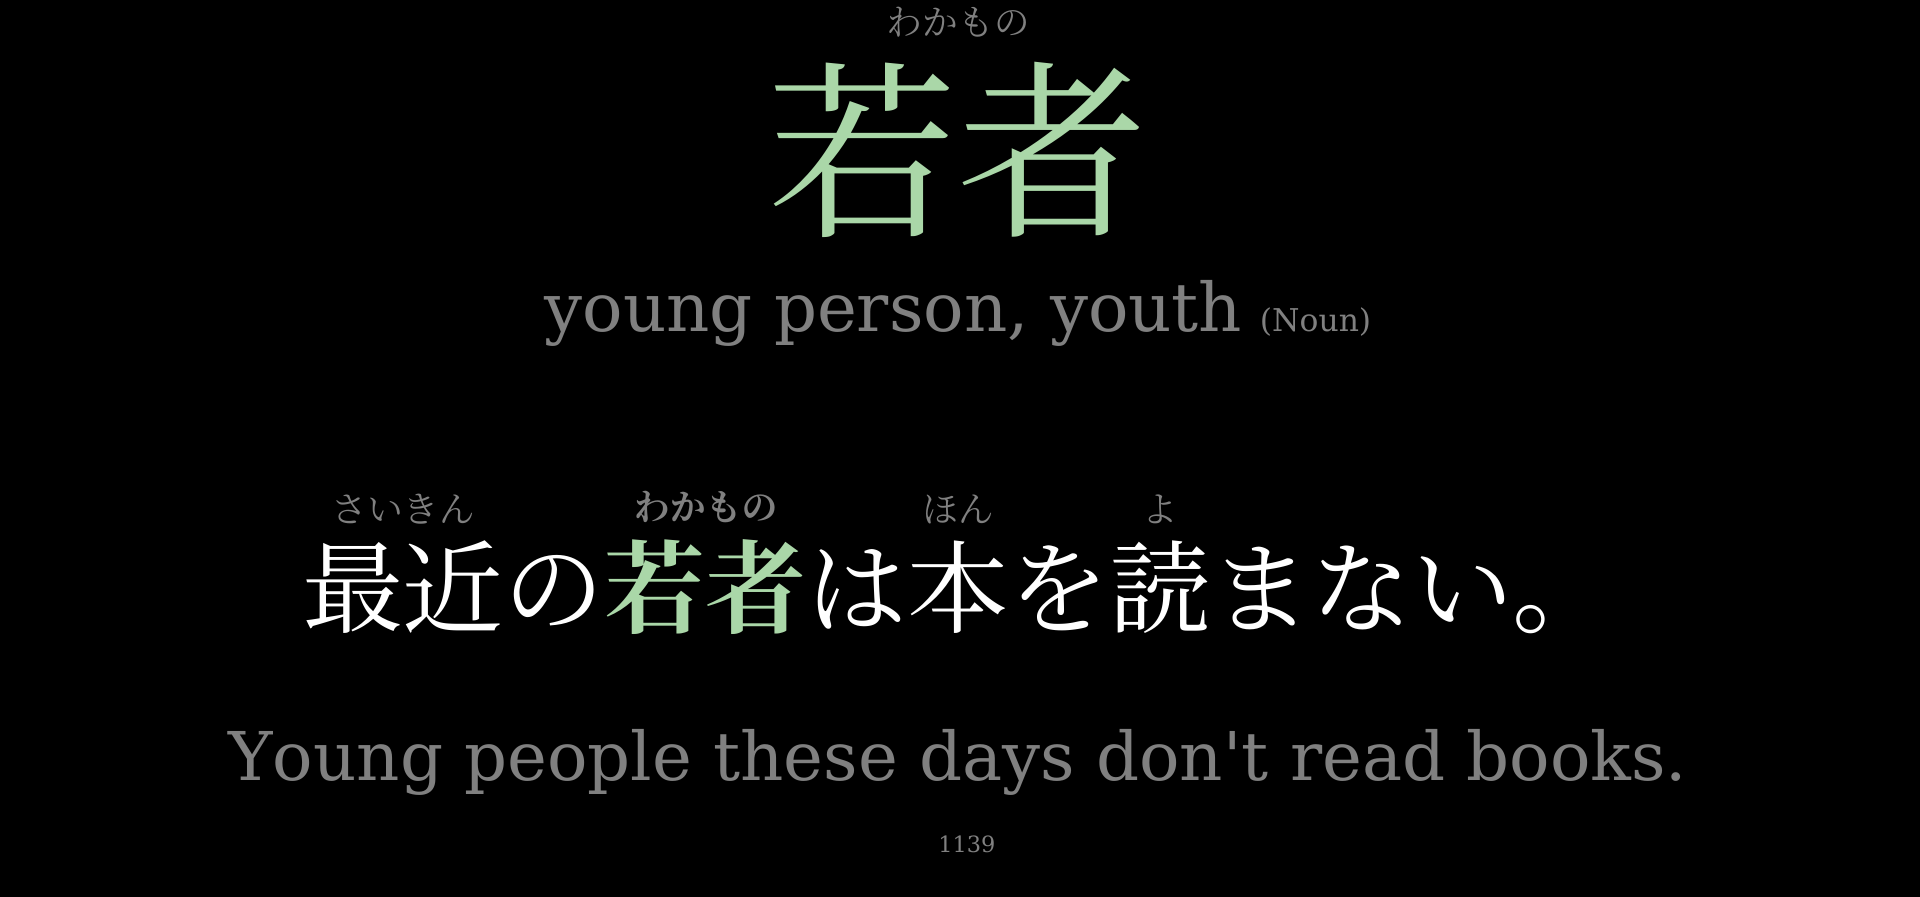 わかもの
若者
young person, youth (Noun)
さいきん わかもの ほん よ
最近の若者は本を読まない。
Young people these days don't read books.
1139